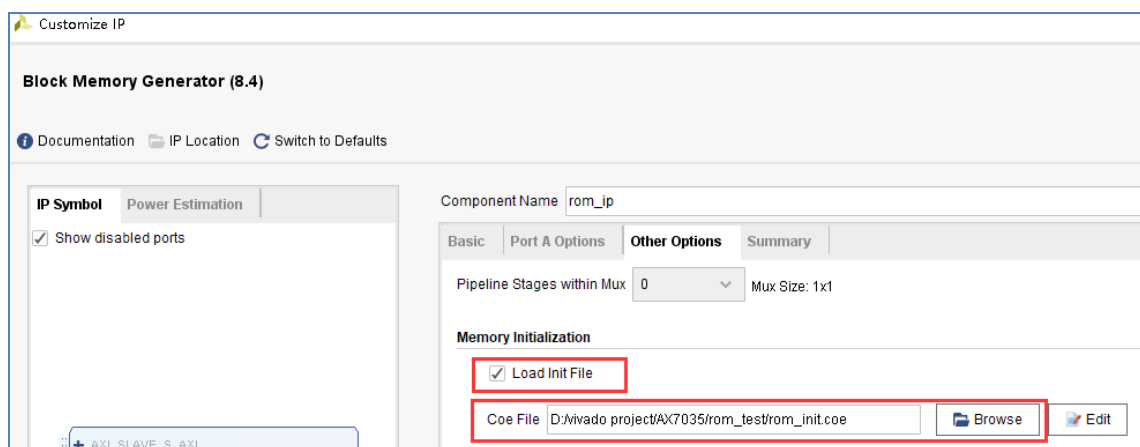 Customize IP
Block Memory Generator (8.4)
Documentation IP Location Switch to Defaults
IP Symbol Power Estimation
Show disabled ports
AXI_SLAVE_S_AXI
Component Name rom_ip
Basic Port A Options Other Options Summary
Pipeline Stages within Mux 0 Mux Size: 1x1
Memory Initialization
Load Init File
Coe File D:/vivado project/AX7035/rom_test/rom_init.coe Browse Edit